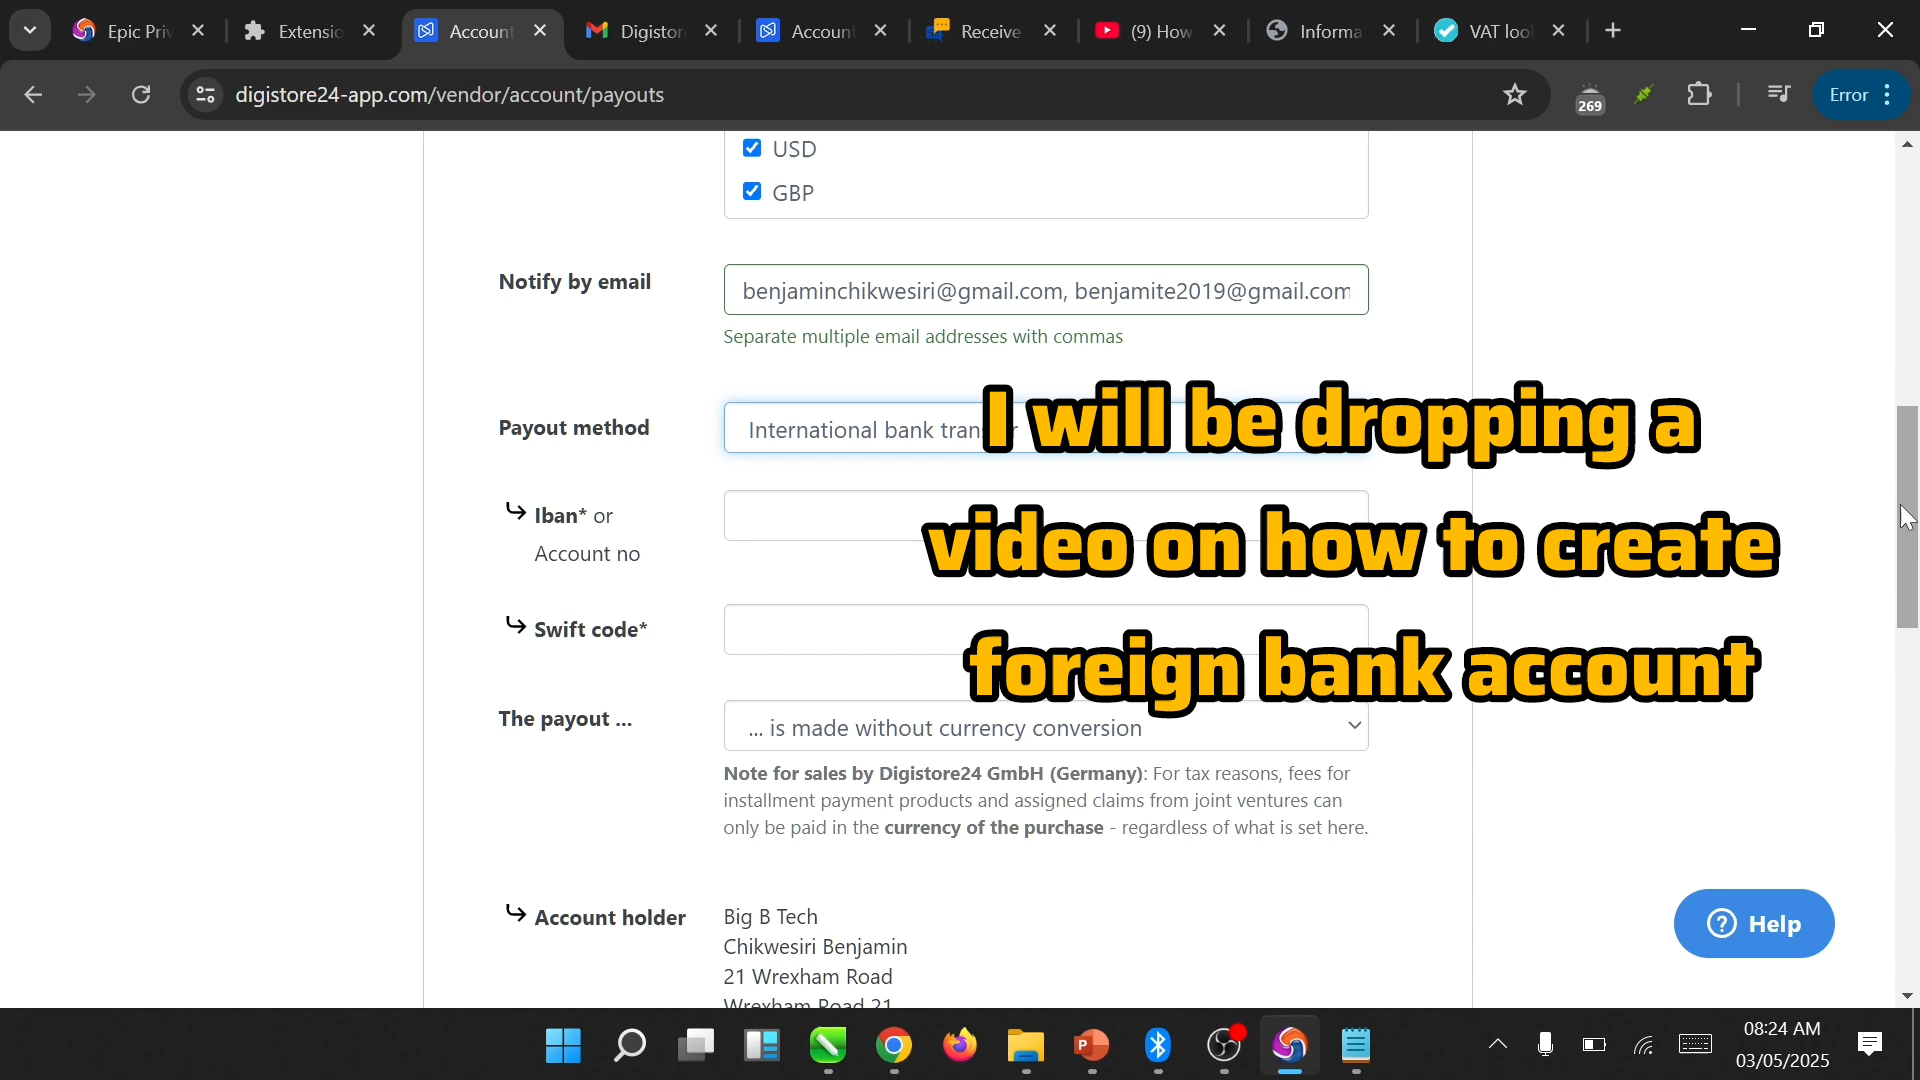 Epic Priv
Extensio
Account
Digistor
Account
Receive
(9) How
Informa
VAT loo
digistore24-app.com/vendor/account/payouts
269
Error
USD
GBP
Notify by email
benjaminchikwesiri@gmail.com, benjamite2019@gmail.com
Separate multiple email addresses with commas
Payout method
International bank transfer
I will be dropping a
video on how to create
foreign bank account
Iban* or
Account no
Swift code*
The payout ...
... is made without currency conversion
Note for sales by Digistore24 GmbH (Germany): For tax reasons, fees for
installment payment products and assigned claims from joint ventures can
only be paid in the currency of the purchase - regardless of what is set here.
Account holder
Big B Tech
Chikwesiri Benjamin
21 Wrexham Road
Wrexham Road 21
Help
08:24 AM
03/05/2025